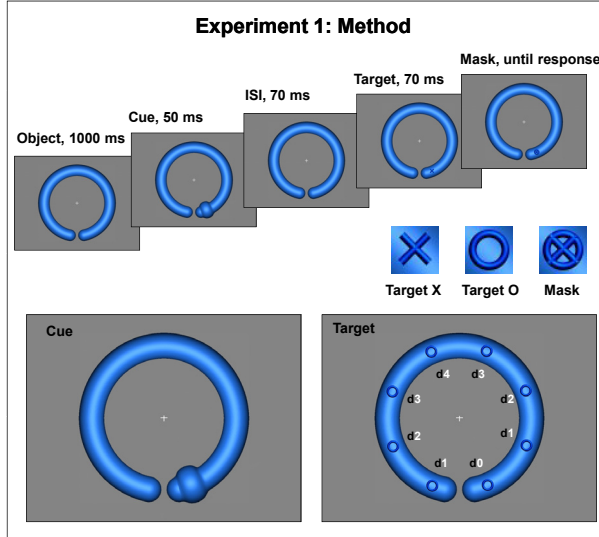 Experiment 1: Method
Mask, until response
Target, 70 ms
ISI, 70 ms
Cue, 50 ms
Object, 1000 ms
Target X
Target O
Mask
Cue
Target
d4
d3
d3
d2
d2
d1
d1
d0